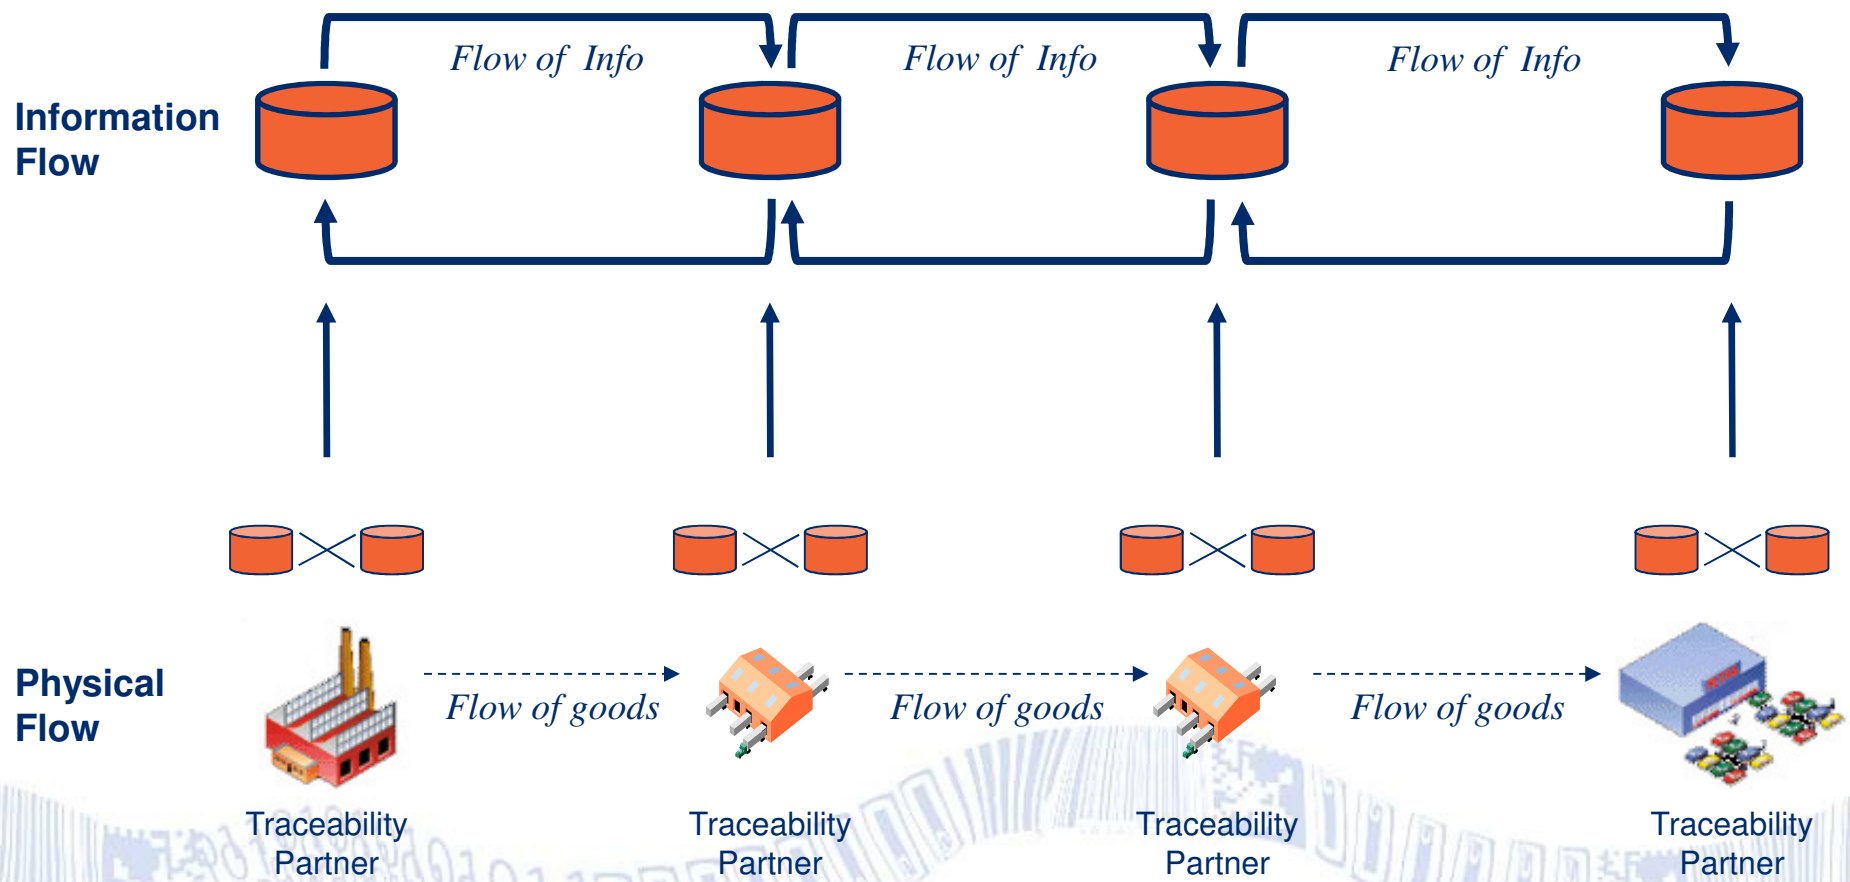 Flow of Info
Flow of Info
Flow of Info
Information
Flow
Physical
Flow
Flow of goods
Flow of goods
Flow of goods
Traceability
Partner
Traceability
Partner
Traceability
Partner
Traceability
Partner